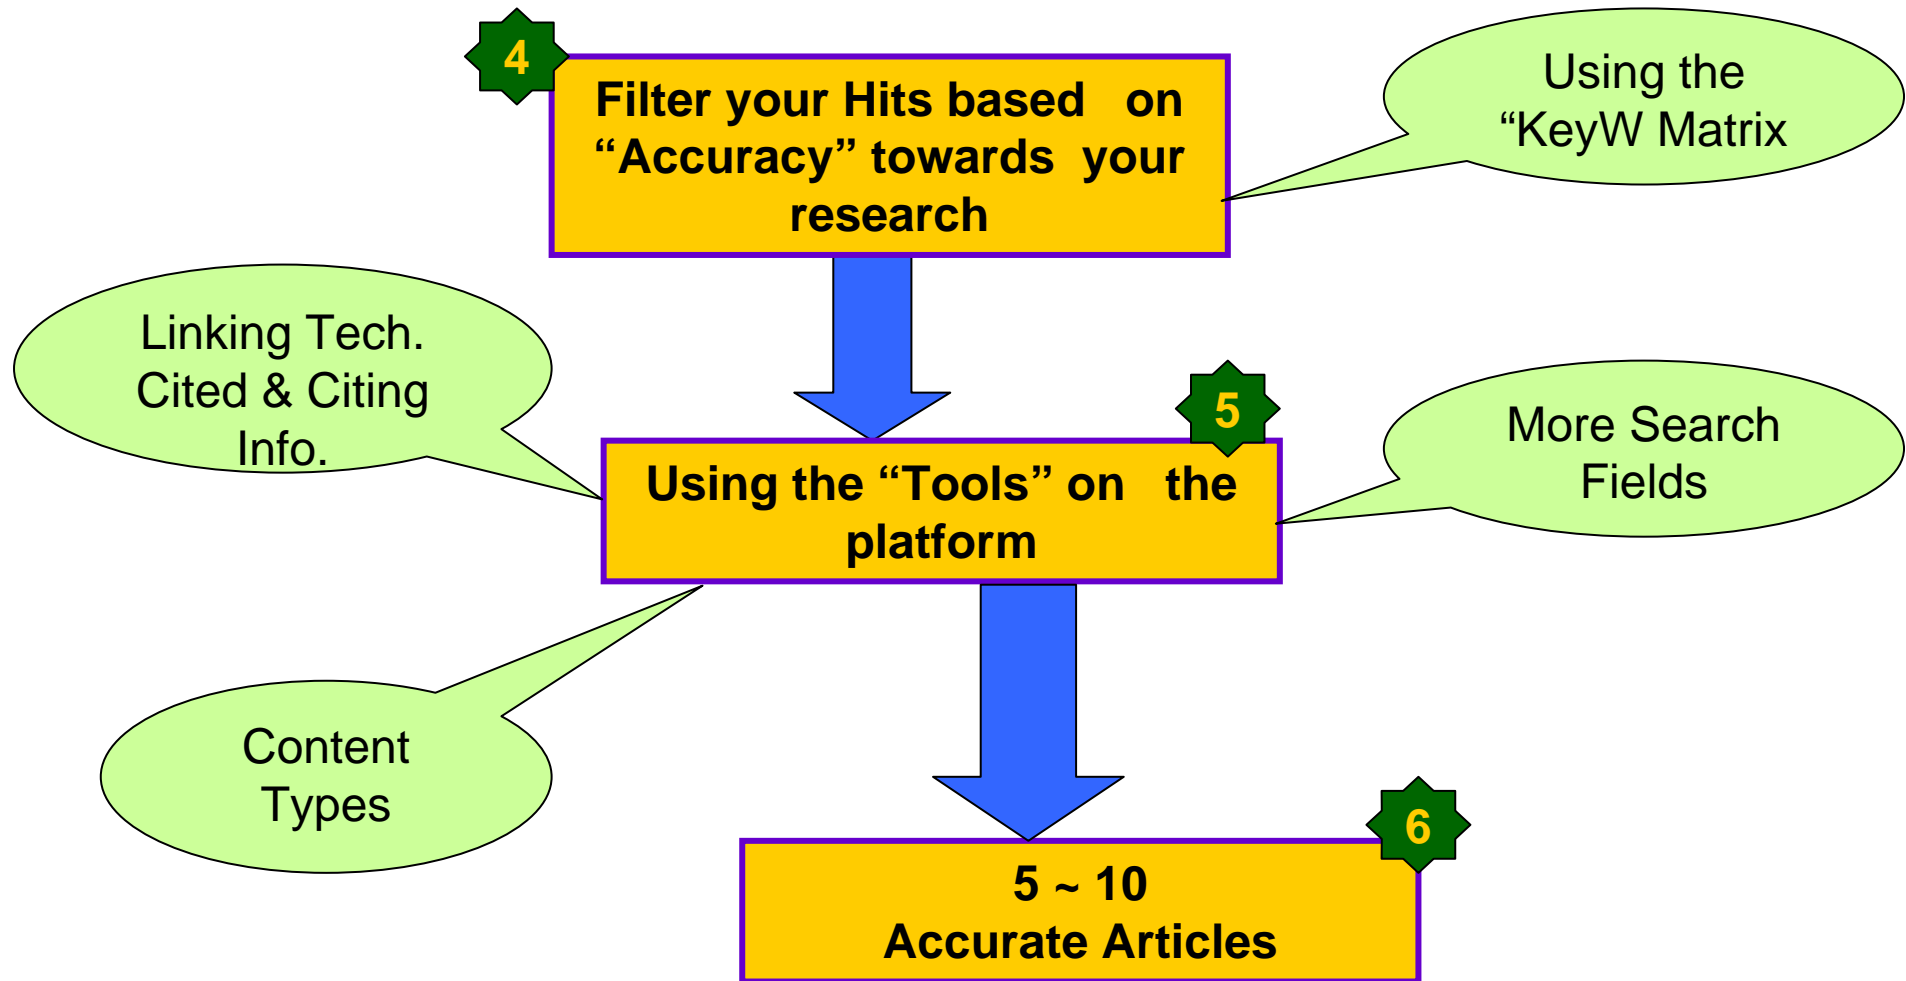 4
Filter your Hits based on
“Accuracy” towards your
research
Using the
“KeyW Matrix
Linking Tech.
Cited & Citing
Info.
5
Using the “Tools” on the
platform
More Search
Fields
Content
Types
6
5 ~ 10
Accurate Articles